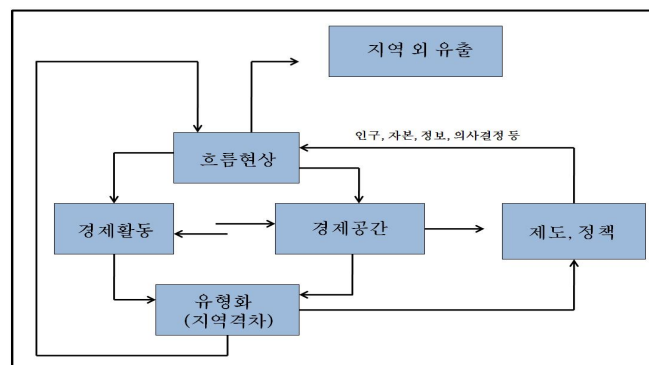 지역 외 유출
인구, 자본, 정보, 의사결정 등
흐름현상
경제활동
경제공간
제도, 정책
유형화
(지역격차)